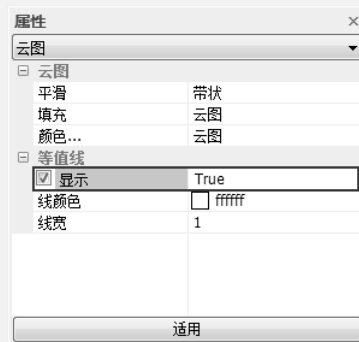 属性
云图
云图
平滑 带状
填充 云图
颜色... 云图
等值线
显示 True
线颜色 ffffff
线宽 1
适用